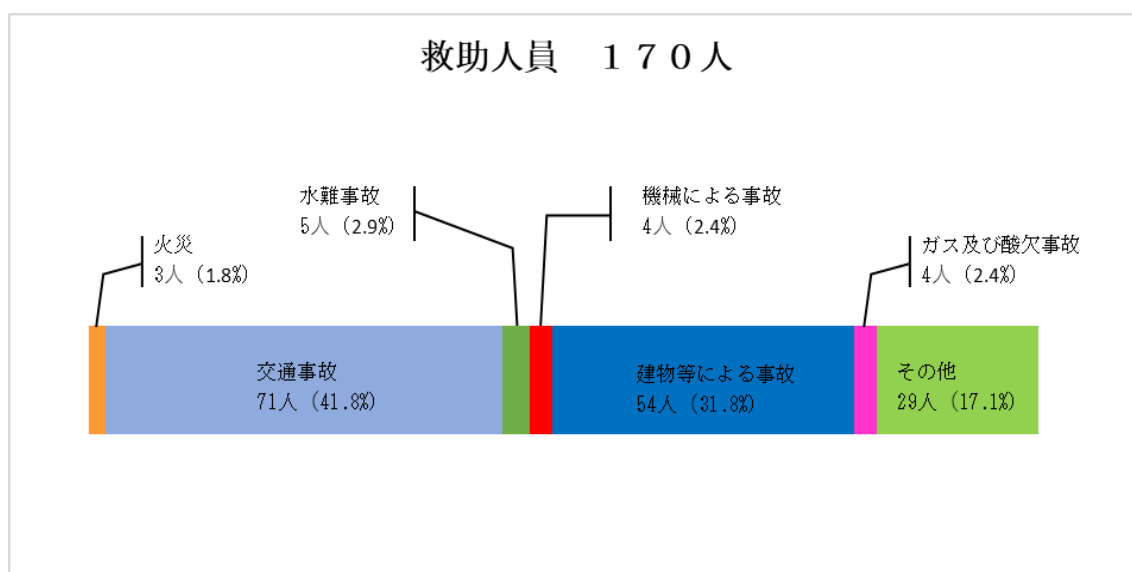 救助人員　１７０人
水難事故
5人（2.9%）
機械による事故
4人（2.4%）
火災
3人（1.8%）
ガス及び酸欠事故
4人（2.4%）
交通事故
71人（41.8%）
建物等による事故
54人（31.8%）
その他
29人（17.1%）